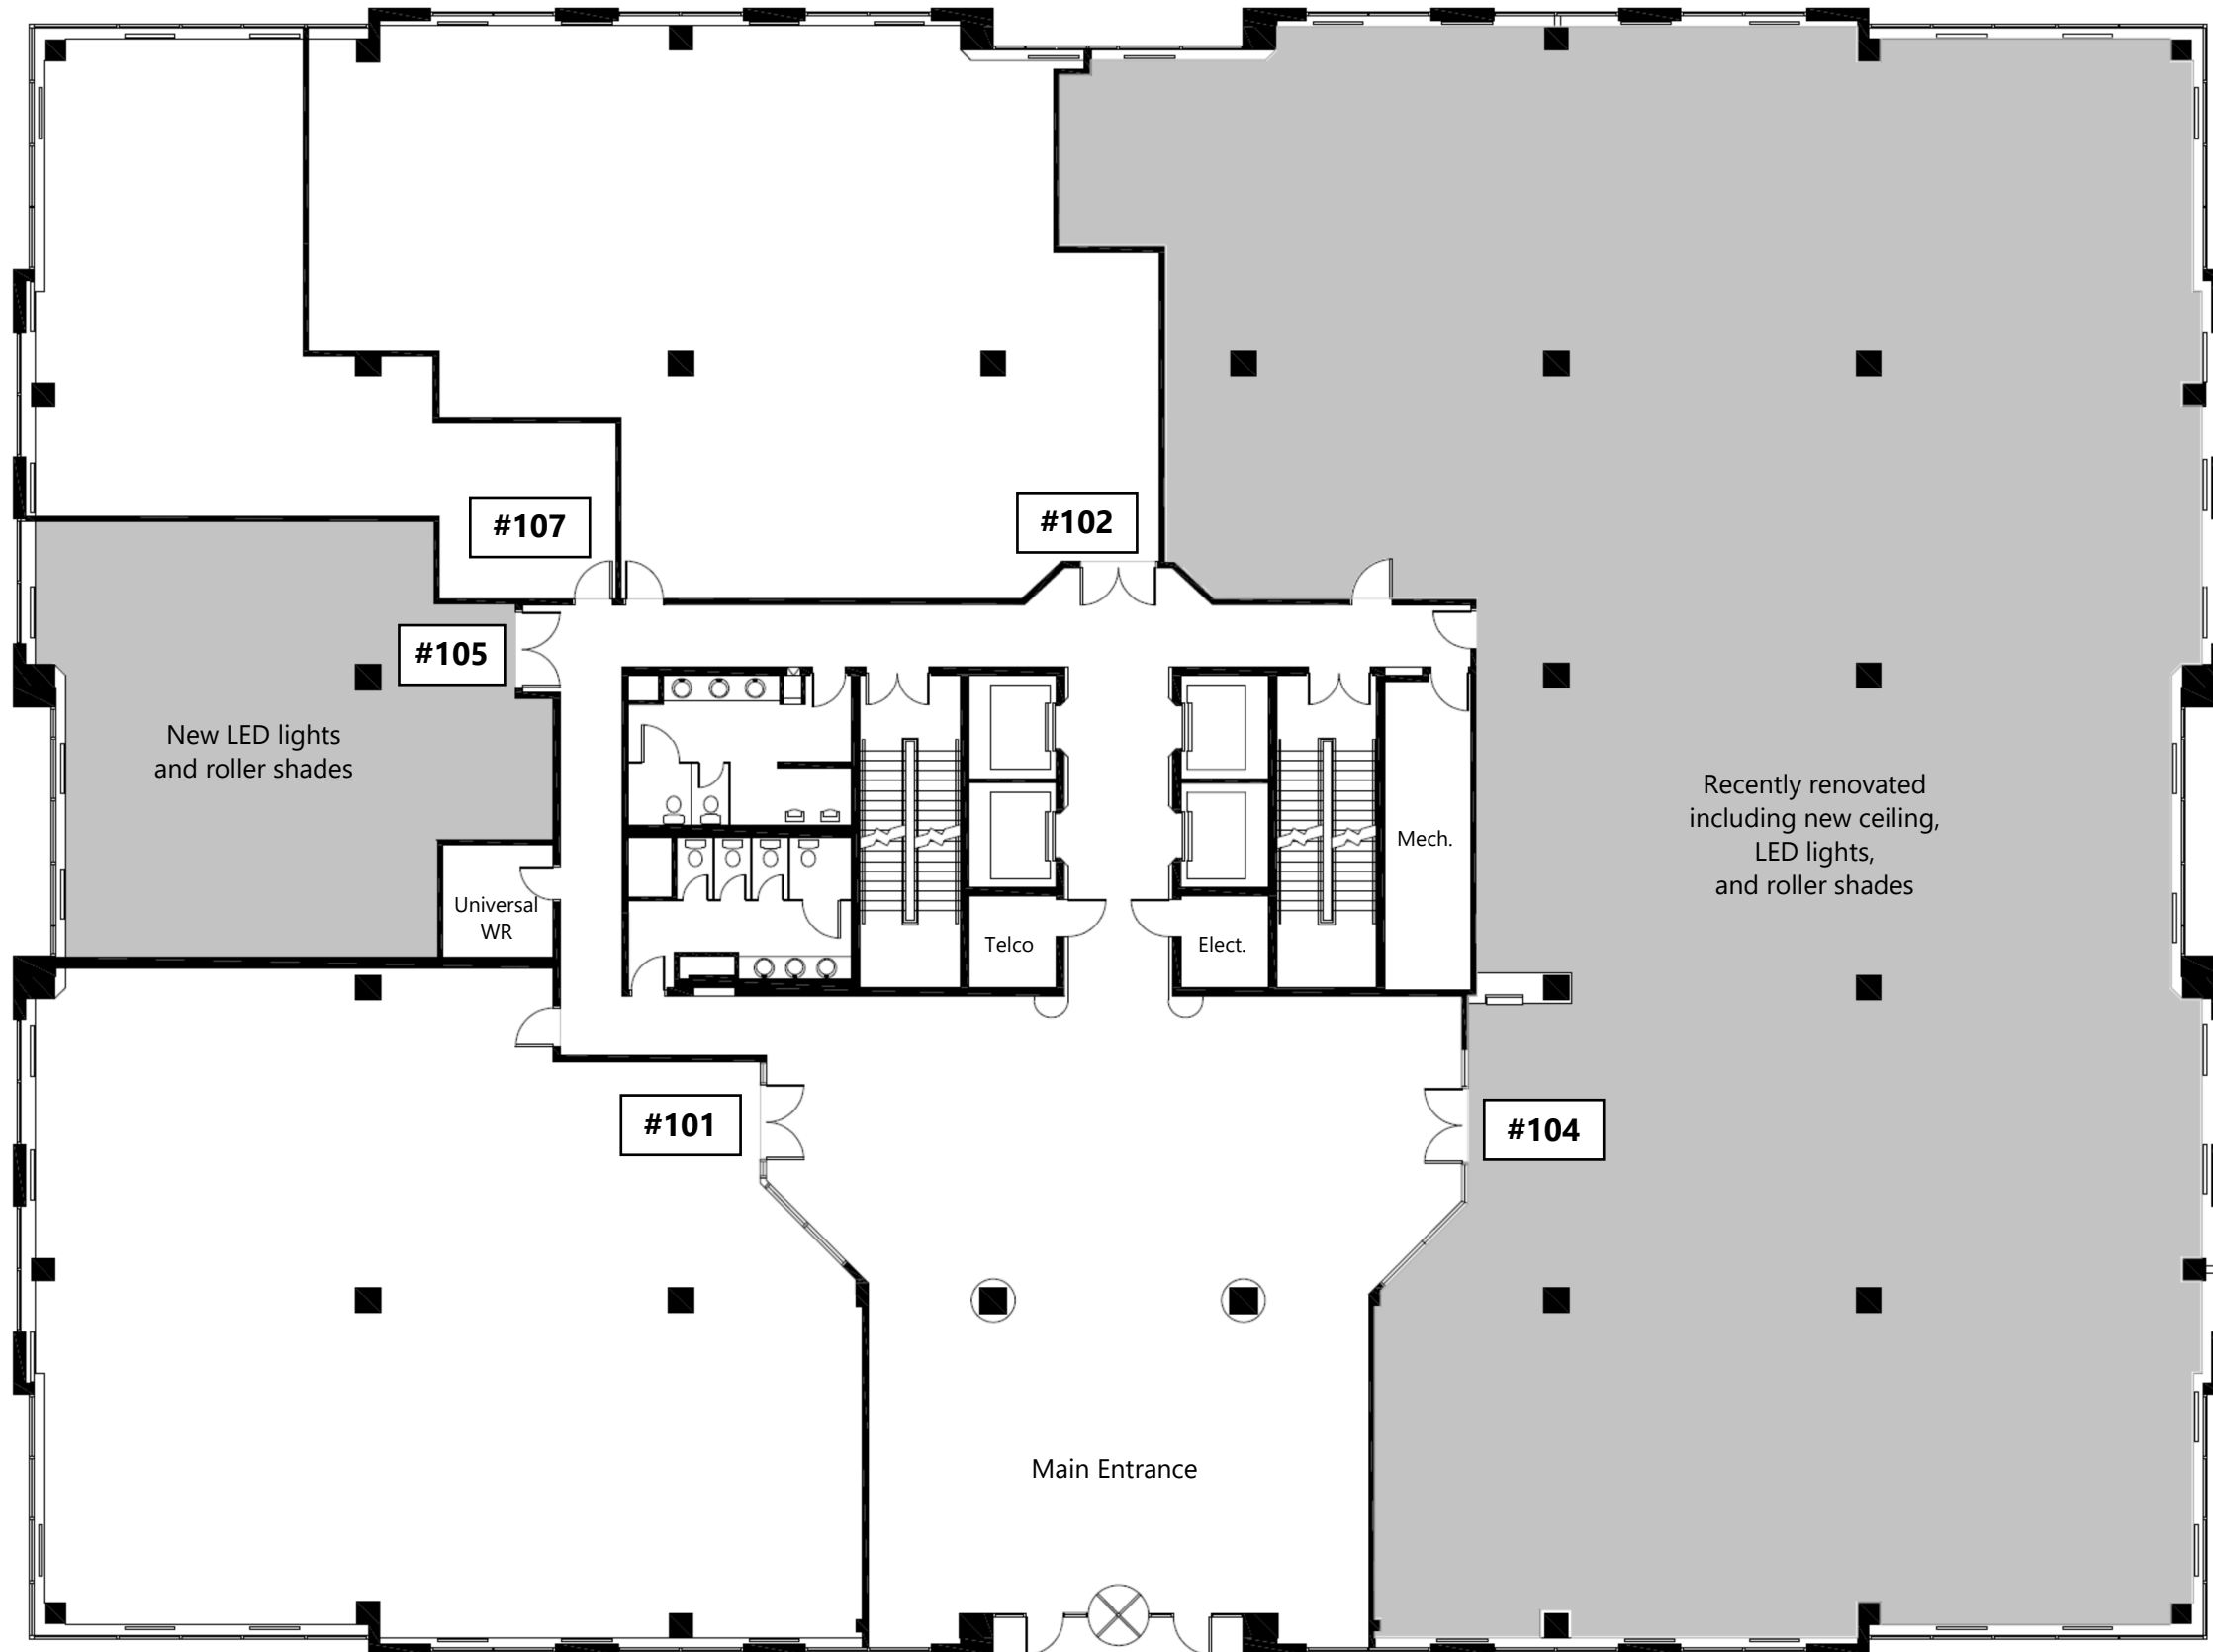 #107
#102
#105
New LED lights
and roller shades
Recently renovated
including new ceiling,
LED lights,
and roller shades
Mech.
Universal
WR
Telco
Elect.
#101
#104
Main Entrance